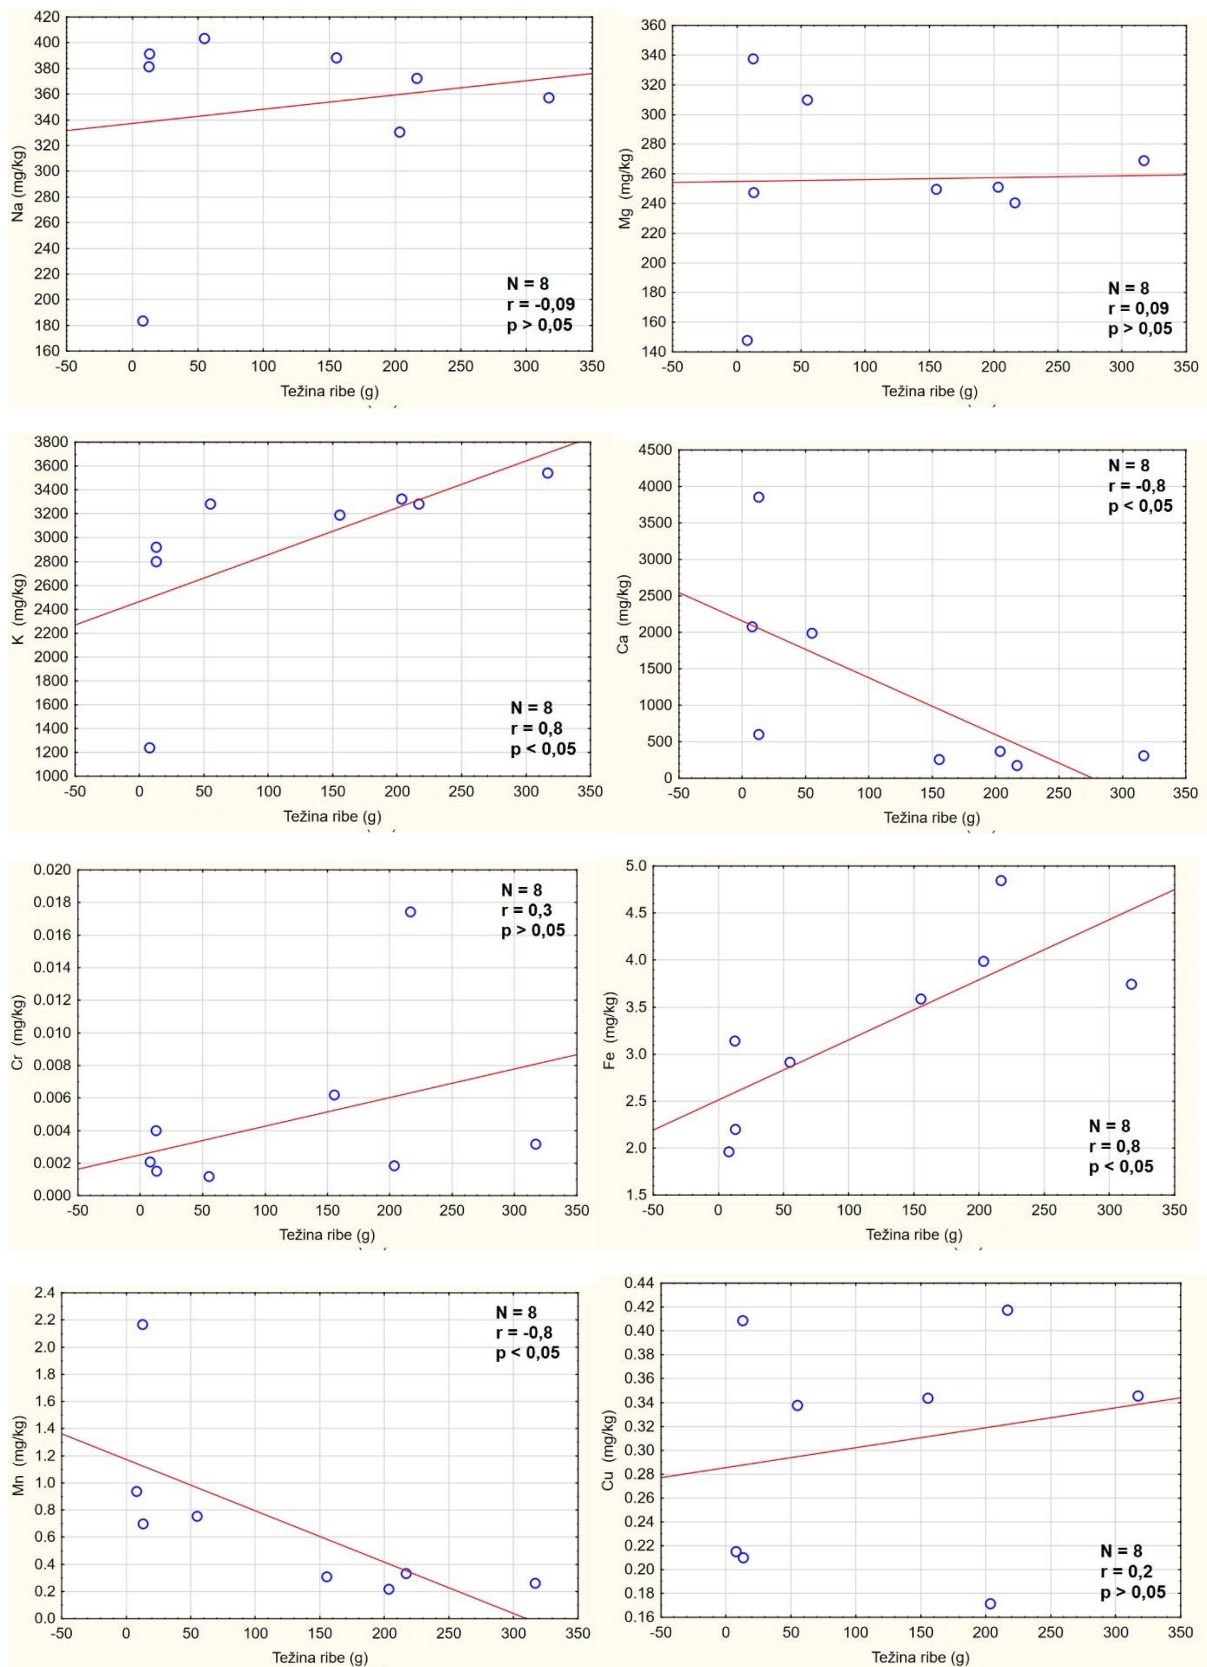 420
400
380
360
340
320
300
280
260
240
220
200
180
160
Na (mg/kg)
N = 8
r = -0,09
p > 0,05
-50 0 50 100 150 200 250 300 350
Težina ribe (g)
360
340
320
300
280
260
240
220
200
180
160
140
Mg (mg/kg)
N = 8
r = 0,09
p > 0,05
-50 0 50 100 150 200 250 300 350
Težina ribe (g)
3800
3600
3400
3200
3000
2800
2600
2400
2200
2000
1800
1600
1400
1200
1000
K (mg/kg)
N = 8
r = 0,8
p < 0,05
-50 0 50 100 150 200 250 300 350
Težina ribe (g)
4500
4000
3500
3000
2500
2000
1500
1000
500
0
Ca (mg/kg)
N = 8
r = -0,8
p < 0,05
-50 0 50 100 150 200 250 300 350
Težina ribe (g)
0.020
0.018
0.016
0.014
0.012
0.010
0.008
0.006
0.004
0.002
0.000
Cr (mg/kg)
N = 8
r = 0,3
p > 0,05
-50 0 50 100 150 200 250 300 350
Težina ribe (g)
5.0
4.5
4.0
3.5
3.0
2.5
2.0
1.5
Fe (mg/kg)
N = 8
r = 0,8
p < 0,05
-50 0 50 100 150 200 250 300 350
Težina ribe (g)
2.4
2.2
2.0
1.8
1.6
1.4
1.2
1.0
0.8
0.6
0.4
0.2
0.0
Mn (mg/kg)
N = 8
r = -0,8
p < 0,05
-50 0 50 100 150 200 250 300 350
Težina ribe (g)
0.44
0.42
0.40
0.38
0.36
0.34
0.32
0.30
0.28
0.26
0.24
0.22
0.20
0.18
0.16
Cu (mg/kg)
N = 8
r = 0,2
p > 0,05
-50 0 50 100 150 200 250 300 350
Težina ribe (g)